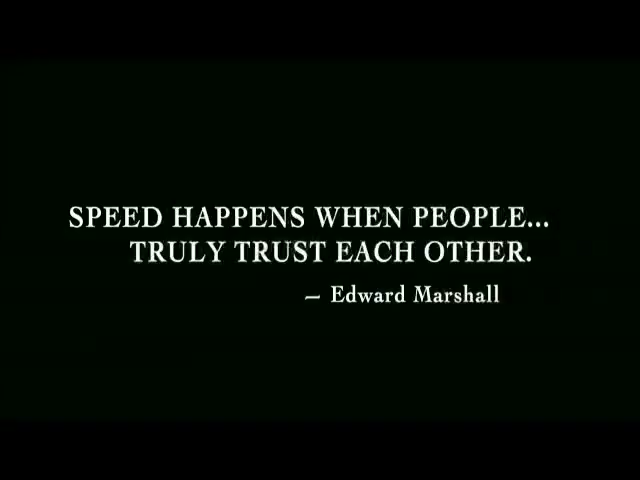 SPEED HAPPENS WHEN PEOPLE...
TRULY TRUST EACH OTHER.
— Edward Marshall